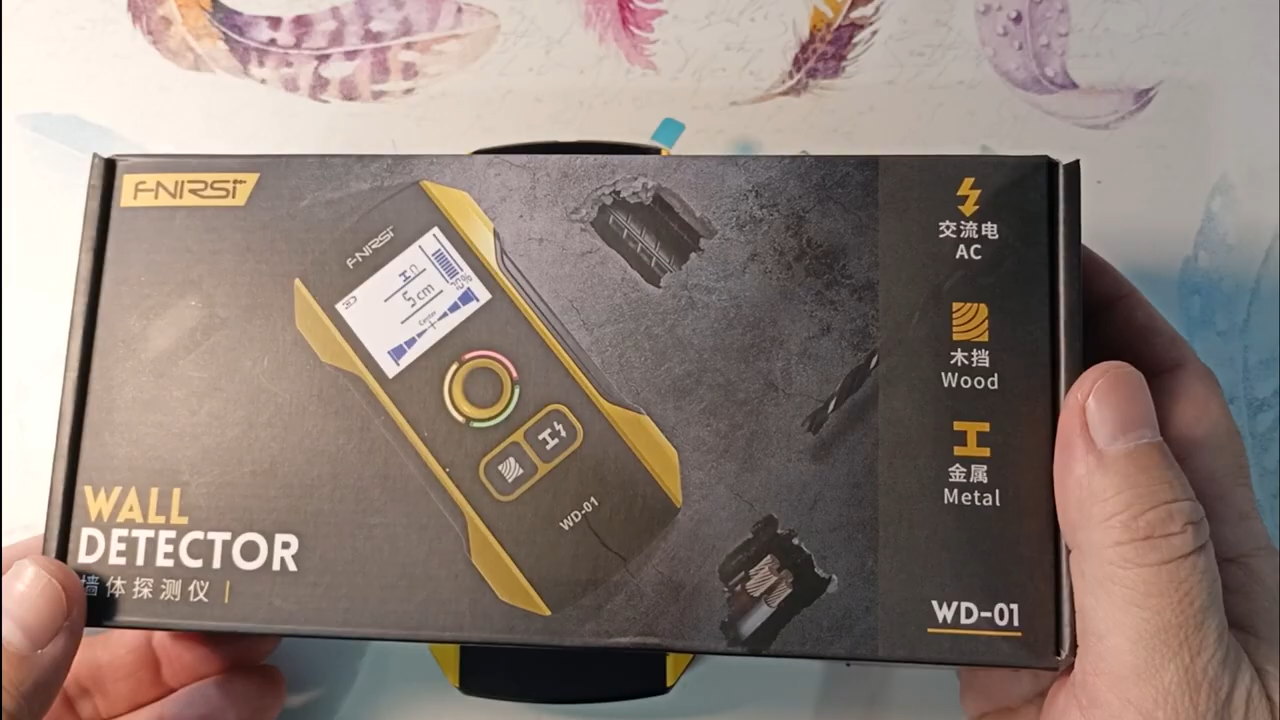 FNIRSI
FNIRSI
5cm
Center
WD-01
WALL
DETECTOR
墙体探测仪
交流电
AC
木挡
Wood
金属
Metal
WD-01